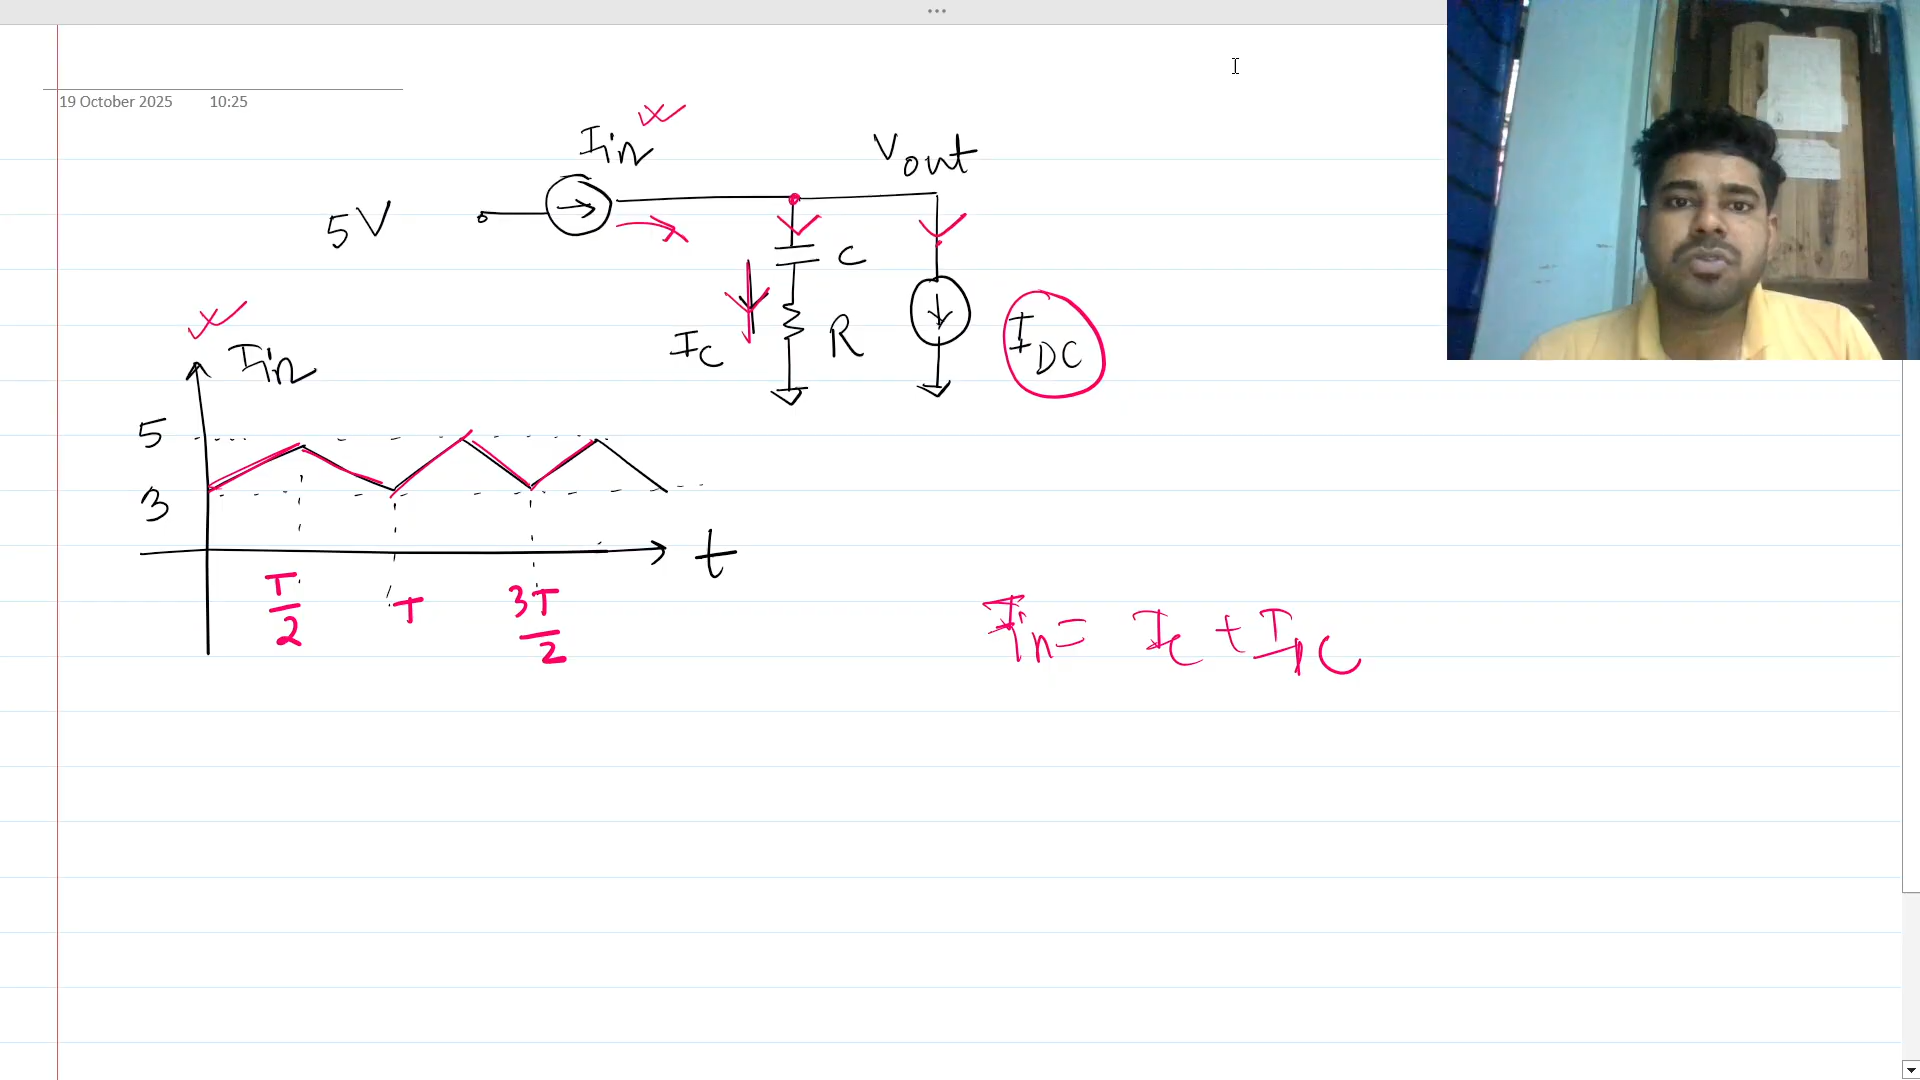 19 October 2025 10:25
Iin
Vout
5V
C
IC
R
IDC
Iin
5
3
t
T/2
T
3T/2
Iin = Ic + IDC